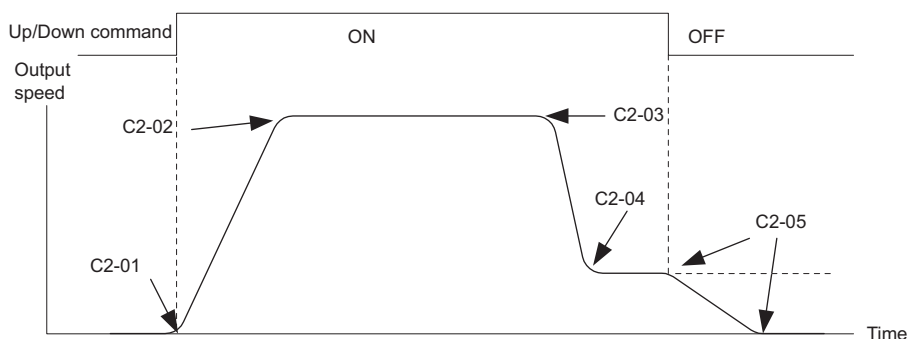 Up/Down command
ON
OFF
Output
speed
C2-02
C2-03
C2-04
C2-05
C2-01
Time